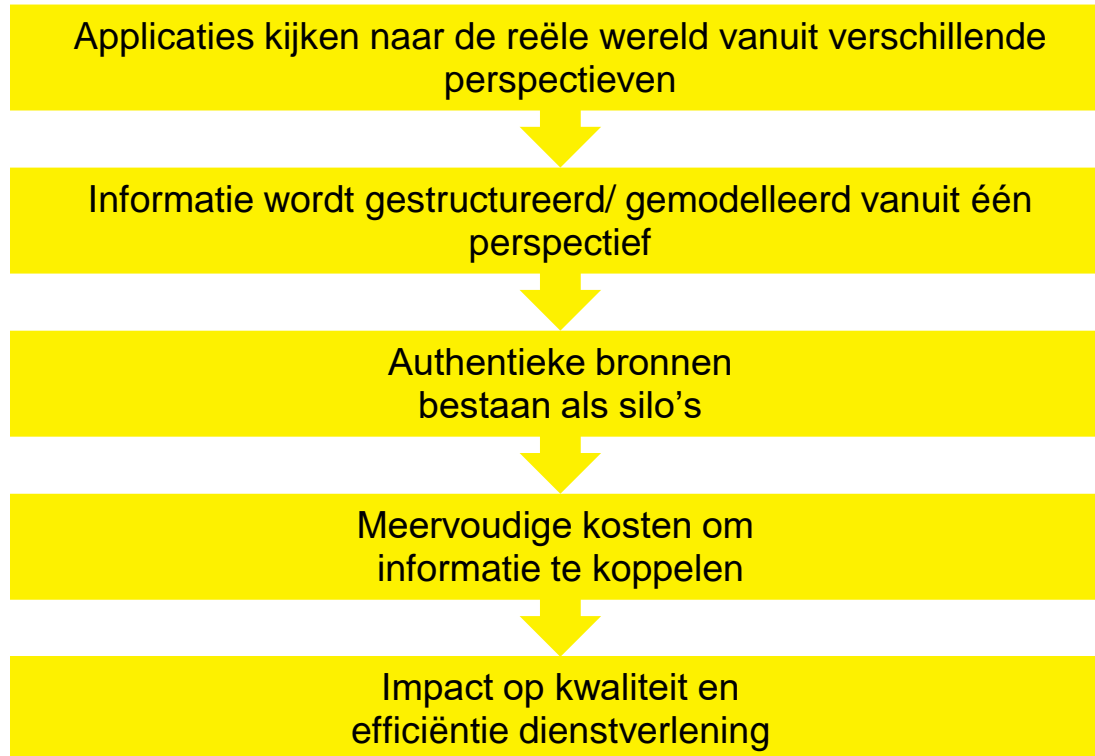 Applicaties kijken naar de reële wereld vanuit verschillende
perspectieven
Informatie wordt gestructureerd/ gemodelleerd vanuit één
perspectief
Authentieke bronnen
bestaan als silo’s
Meervoudige kosten om
informatie te koppelen
Impact op kwaliteit en
efficiëntie dienstverlening